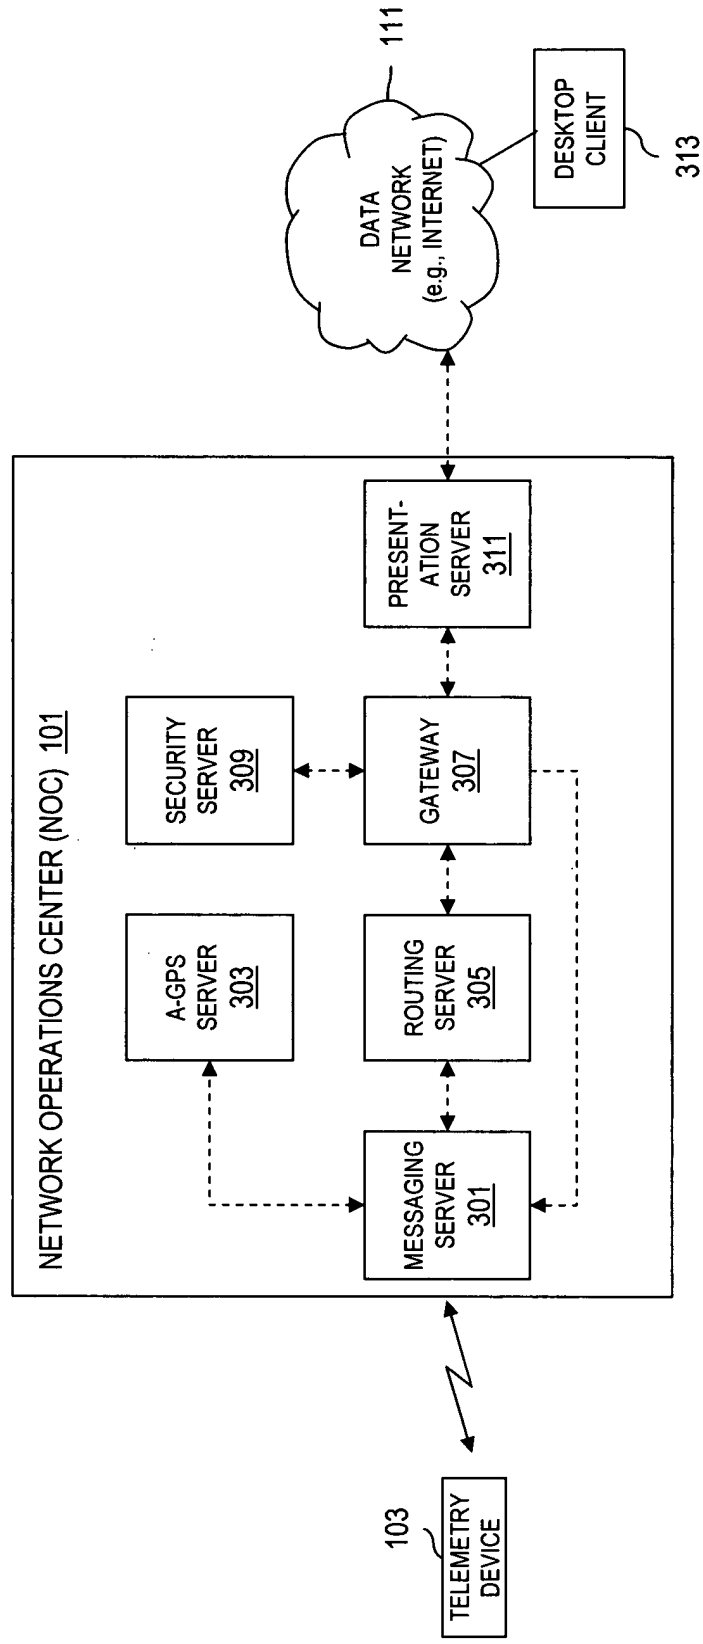 NETWORK OPERATIONS CENTER (NOC) 101
A-GPS
SERVER
303
SECURITY
SERVER
309
MESSAGING
SERVER
301
ROUTING
SERVER
305
GATEWAY
307
PRESENT-
ATION
SERVER
311
103
TELEMETRY
DEVICE
111
DATA
NETWORK
(e.g., INTERNET)
DESKTOP
CLIENT
313